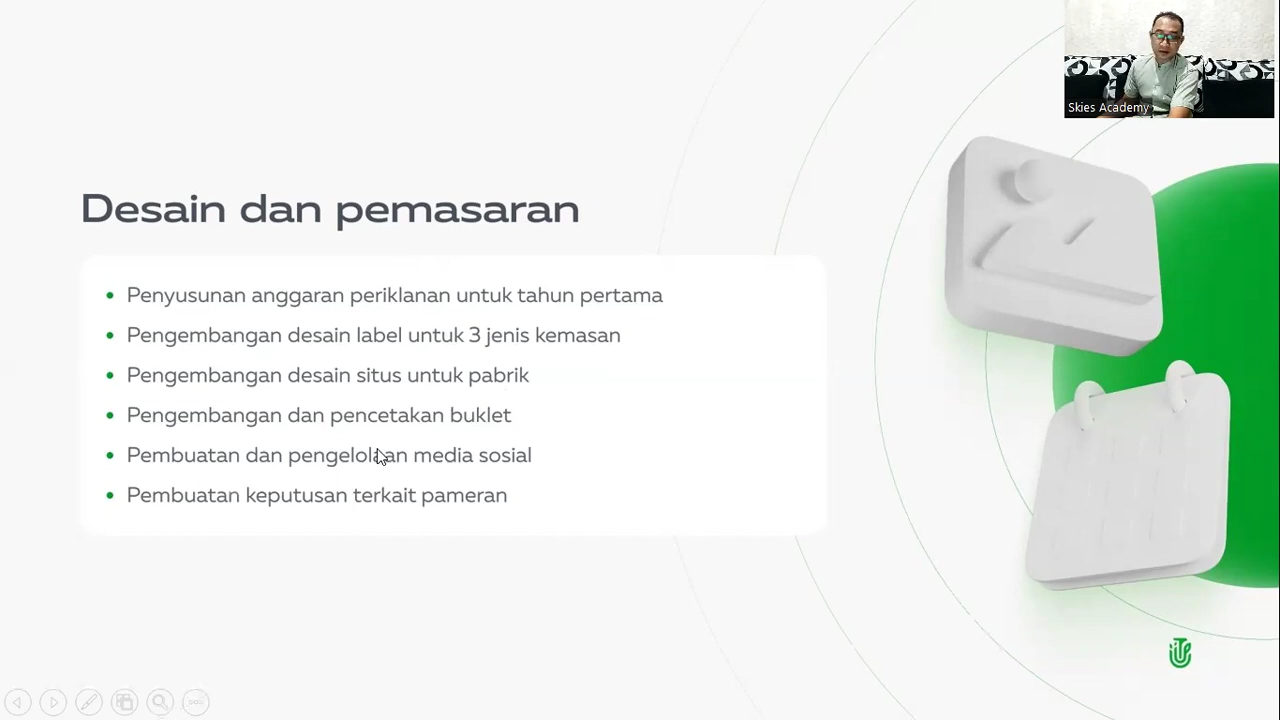 Skies Academy
Desain dan pemasaran
Penyusunan anggaran periklanan untuk tahun pertama
Pengembangan desain label untuk 3 jenis kemasan
Pengembangan desain situs untuk pabrik
Pengembangan dan pencetakan buklet
Pembuatan dan pengelolaan media sosial
Pembuatan keputusan terkait pameran